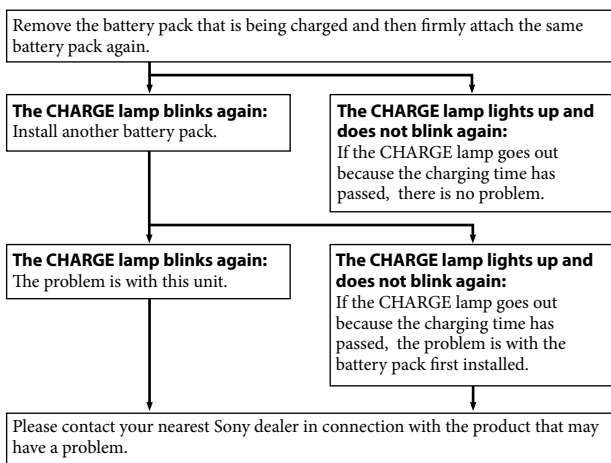 Remove the battery pack that is being charged and then firmly attach the same
battery pack again.
The CHARGE lamp blinks again:
Install another battery pack.
The CHARGE lamp lights up and
does not blink again:
If the CHARGE lamp goes out
because the charging time has
passed, there is no problem.
The CHARGE lamp blinks again:
The problem is with this unit.
The CHARGE lamp lights up and
does not blink again:
If the CHARGE lamp goes out
because the charging time has
passed, the problem is with the
battery pack first installed.
Please contact your nearest Sony dealer in connection with the product that may
have a problem.